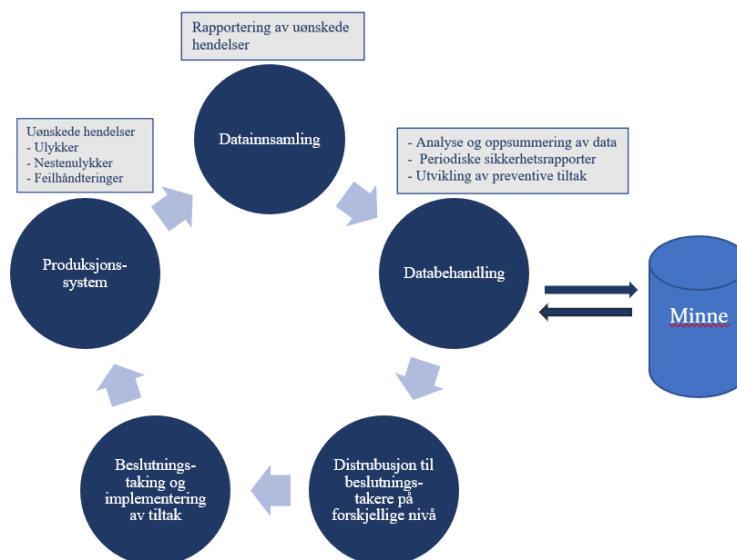 Rapportering av uønskede
hendelser
Datainnsamling
Uønskede hendelser
- Ulykker
- Nestenulykker
- Feilhåndteringer
- Analyse og oppsummering av data
- Periodiske sikkerhetsrapporter
- Utvikling av preventive tiltak
Produksjons-
system
Databehandling
Minne
Beslutnings-
taking og
implementering
av tiltak
Distrubusjon til
beslutnings-
takere på
forskjellige nivå